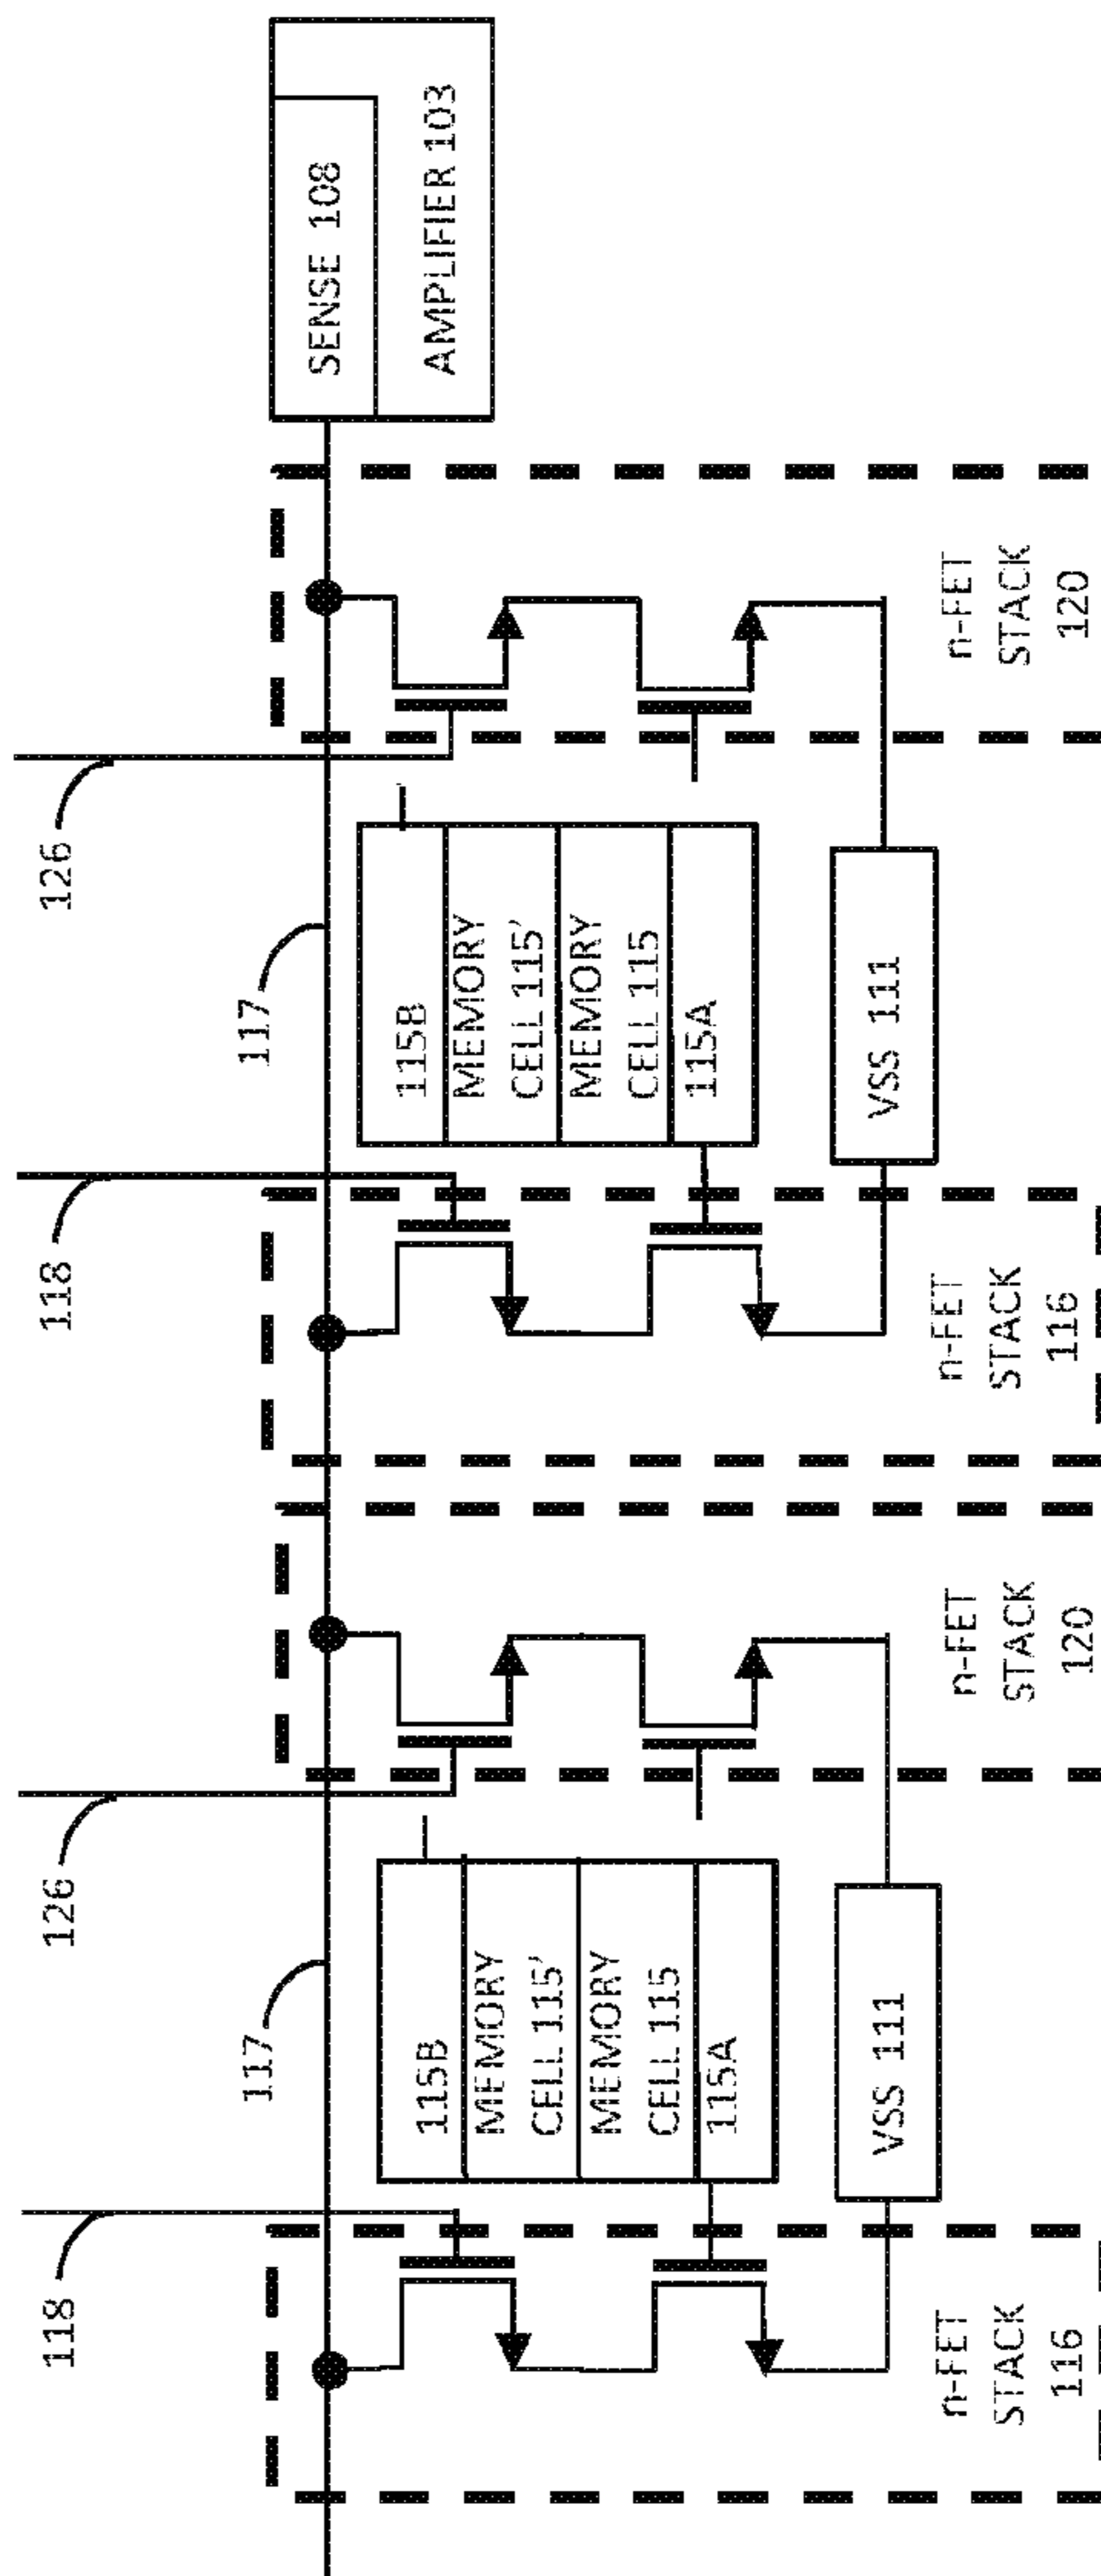 118
117
126
118
117
126
SENSE 108
AMPLIFIER 103
115B
MEMORY
CELL 115'
MEMORY
CELL 115
115A
115B
MEMORY
CELL 115'
MEMORY
CELL 115
115A
VSS 111
VSS 111
n-FET
STACK
116
n-FET
STACK
120
n-FET
STACK
116
n-FET
STACK
120